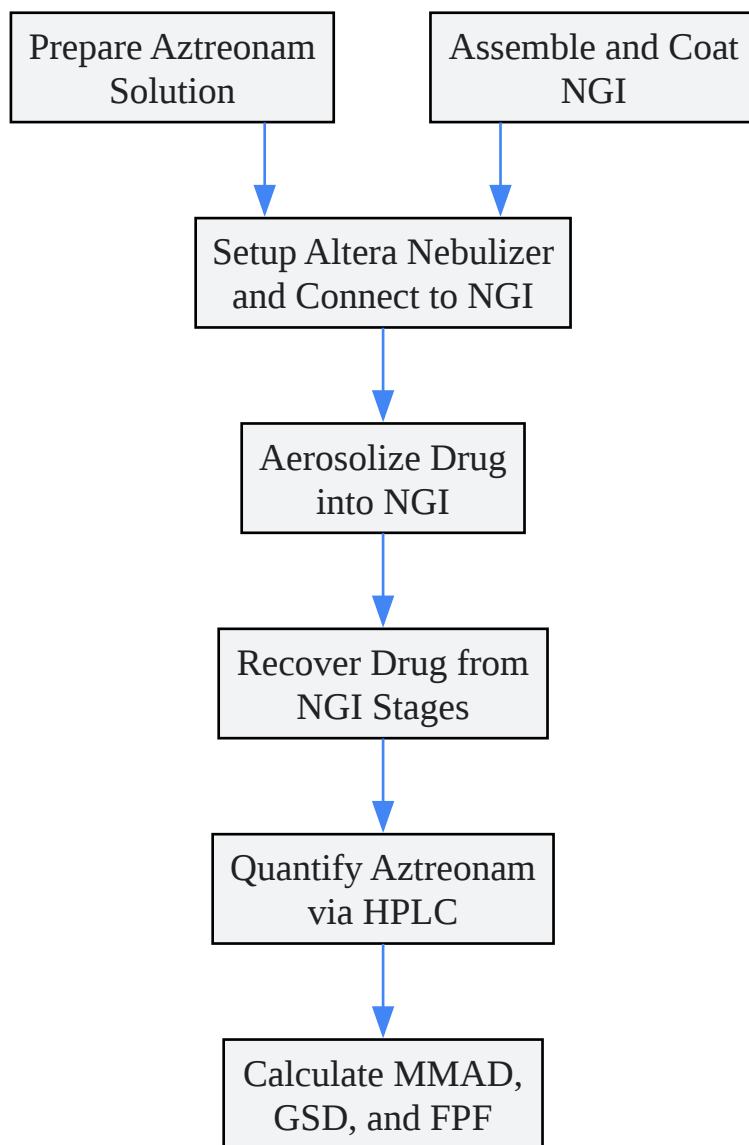 Prepare Aztreonam
Solution
Assemble and Coat
NGI
Setup Altera Nebulizer
and Connect to NGI
Aerosolize Drug
into NGI
Recover Drug from
NGI Stages
Quantify Aztreonam
via HPLC
Calculate MMAD,
GSD, and FPF